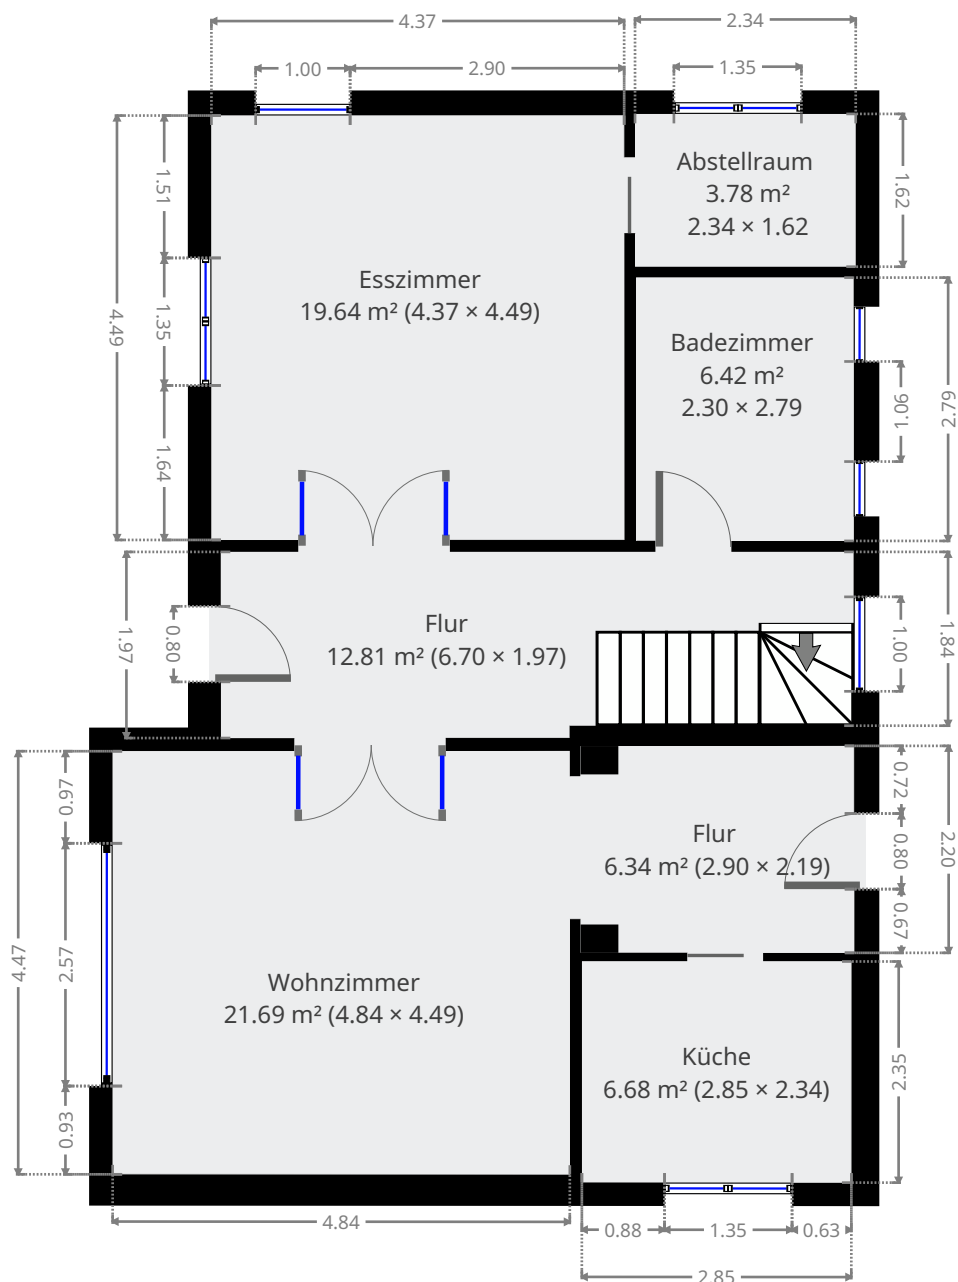 4.37
2.34
1.00
2.90
1.35
Abstellraum
3.78 m²
2.34 × 1.62
1.51
1.62
Esszimmer
19.64 m² (4.37 × 4.49)
4.49
1.35
Badezimmer
6.42 m²
2.30 × 2.79
1.06
2.79
1.64
Flur
12.81 m² (6.70 × 1.97)
1.97
0.80
1.00
1.84
0.97
0.72
Flur
6.34 m² (2.90 × 2.19)
0.80
2.20
0.67
4.47
2.57
Wohnzimmer
21.69 m² (4.84 × 4.49)
Küche
6.68 m² (2.85 × 2.34)
2.35
0.93
4.84
0.88
1.35
0.63
2.85